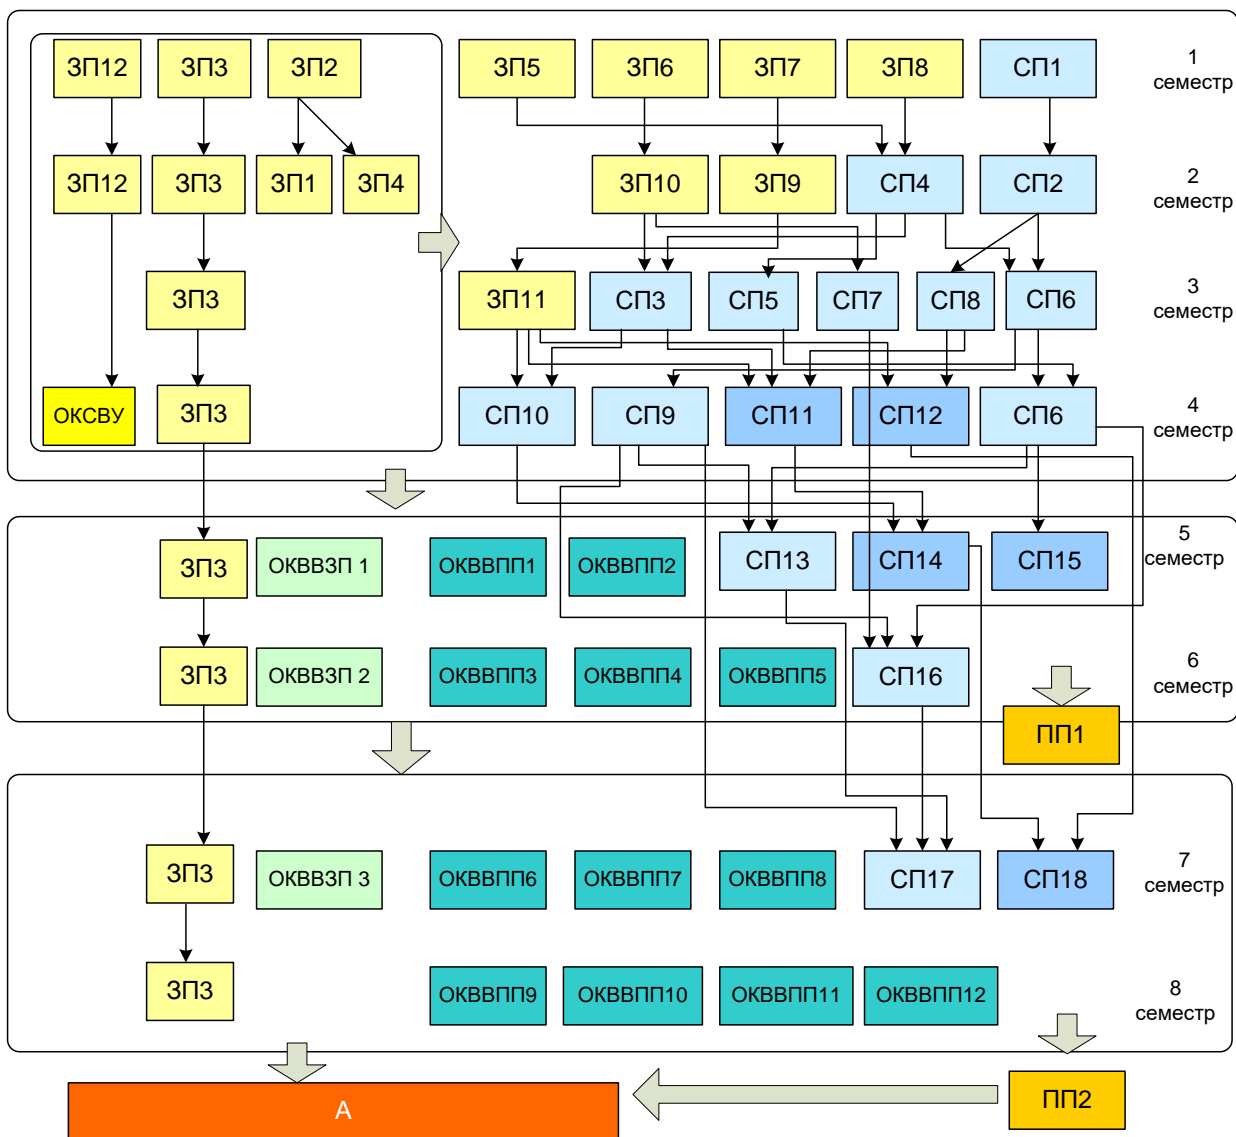 ЗП12 ЗП3 ЗП2 ЗП5 ЗП6 ЗП7 ЗП8 СП1 1
семестр
ЗП12 ЗП3 ЗП1 ЗП4 ЗП10 ЗП9 СП4 СП2 2
семестр
ЗП3 ЗП11 СП3 СП5 СП7 СП8 СП6 3
семестр
ОКСВУ ЗП3 СП10 СП9 СП11 СП12 СП6 4
семестр
ЗП3 ОКВВЗП 1 ОКВВПП1 ОКВВПП2 СП13 СП14 СП15 5
семестр
ЗП3 ОКВВЗП 2 ОКВВПП3 ОКВВПП4 ОКВВПП5 СП16 6
семестр
ПП1
ЗП3 ОКВВЗП 3 ОКВВПП6 ОКВВПП7 ОКВВПП8 СП17 СП18 7
семестр
ЗП3 ОКВВПП9 ОКВВПП10 ОКВВПП11 ОКВВПП12 8
семестр
А ПП2